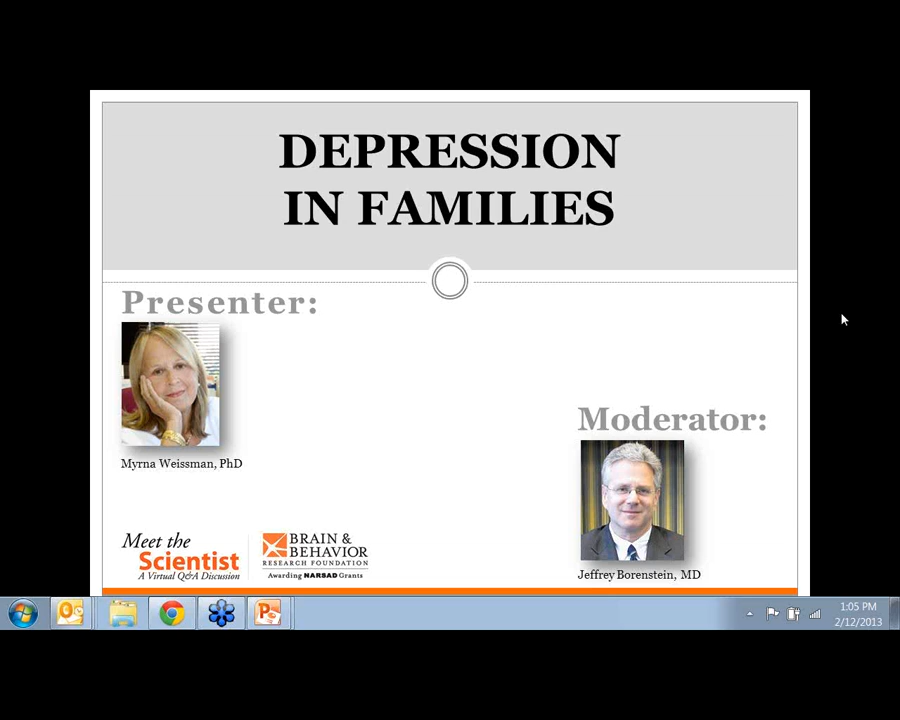 DEPRESSION
IN FAMILIES
Presenter:
Myrna Weissman, PhD
Moderator:
Jeffrey Borenstein, MD
Meet the
Scientist
A Virtual Q&A Discussion
BRAIN &
BEHAVIOR
RESEARCH FOUNDATION
Awarding NARSAD Grants
1:05 PM
2/12/2013